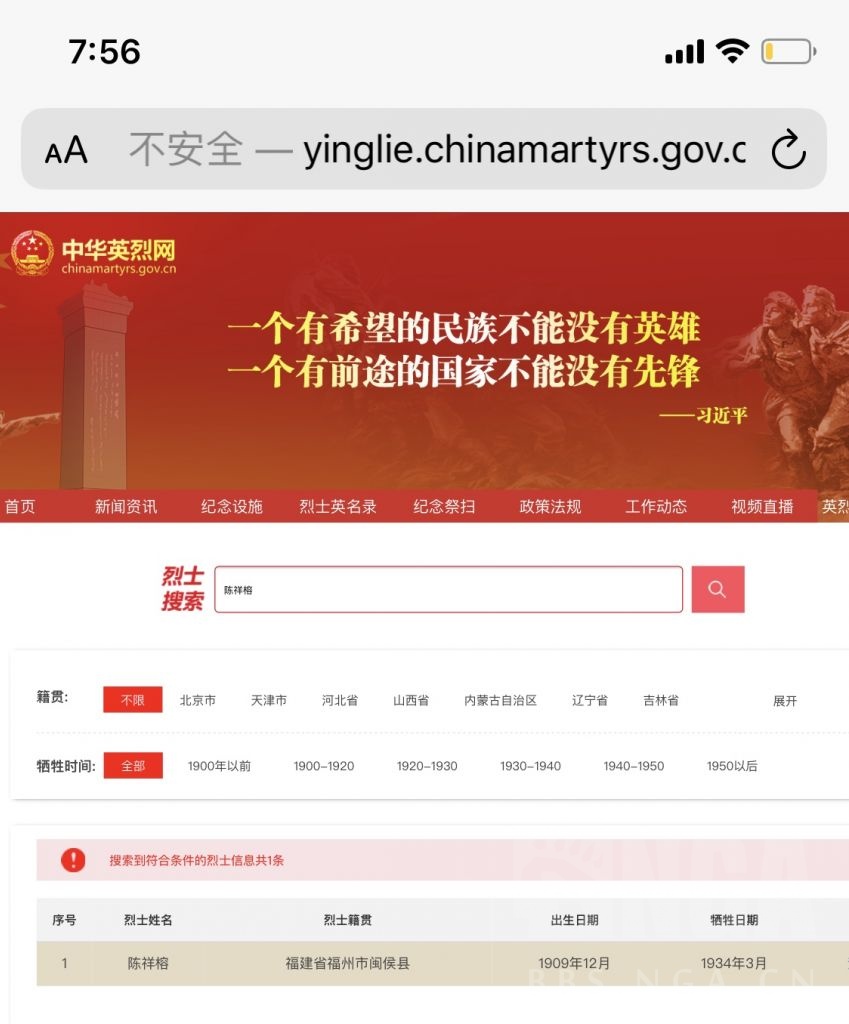 7:56
AA 不安全 — yinglie.chinamartyrs.gov.c
中华英烈网
chinamartyrs.gov.cn
一个有希望的民族不能没有英雄
一个有前途的国家不能没有先锋
——习近平
首页 新闻资讯 纪念设施 烈士英名录 纪念祭扫 政策法规 工作动态 视频直播 英烈
烈士
搜索
陈祥榕
籍贯: 不限 北京市 天津市 河北省 山西省 内蒙古自治区 辽宁省 吉林省 展开
牺牲时间: 全部 1900年以前 1900-1920 1920-1930 1930-1940 1940-1950 1950以后
搜索到符合条件的烈士信息共1条
序号 烈士姓名 烈士籍贯 出生日期 牺牲日期
1 陈祥榕 福建省福州市闽侯县 1909年12月 1934年3月
NGA
BBS.NGA.CN